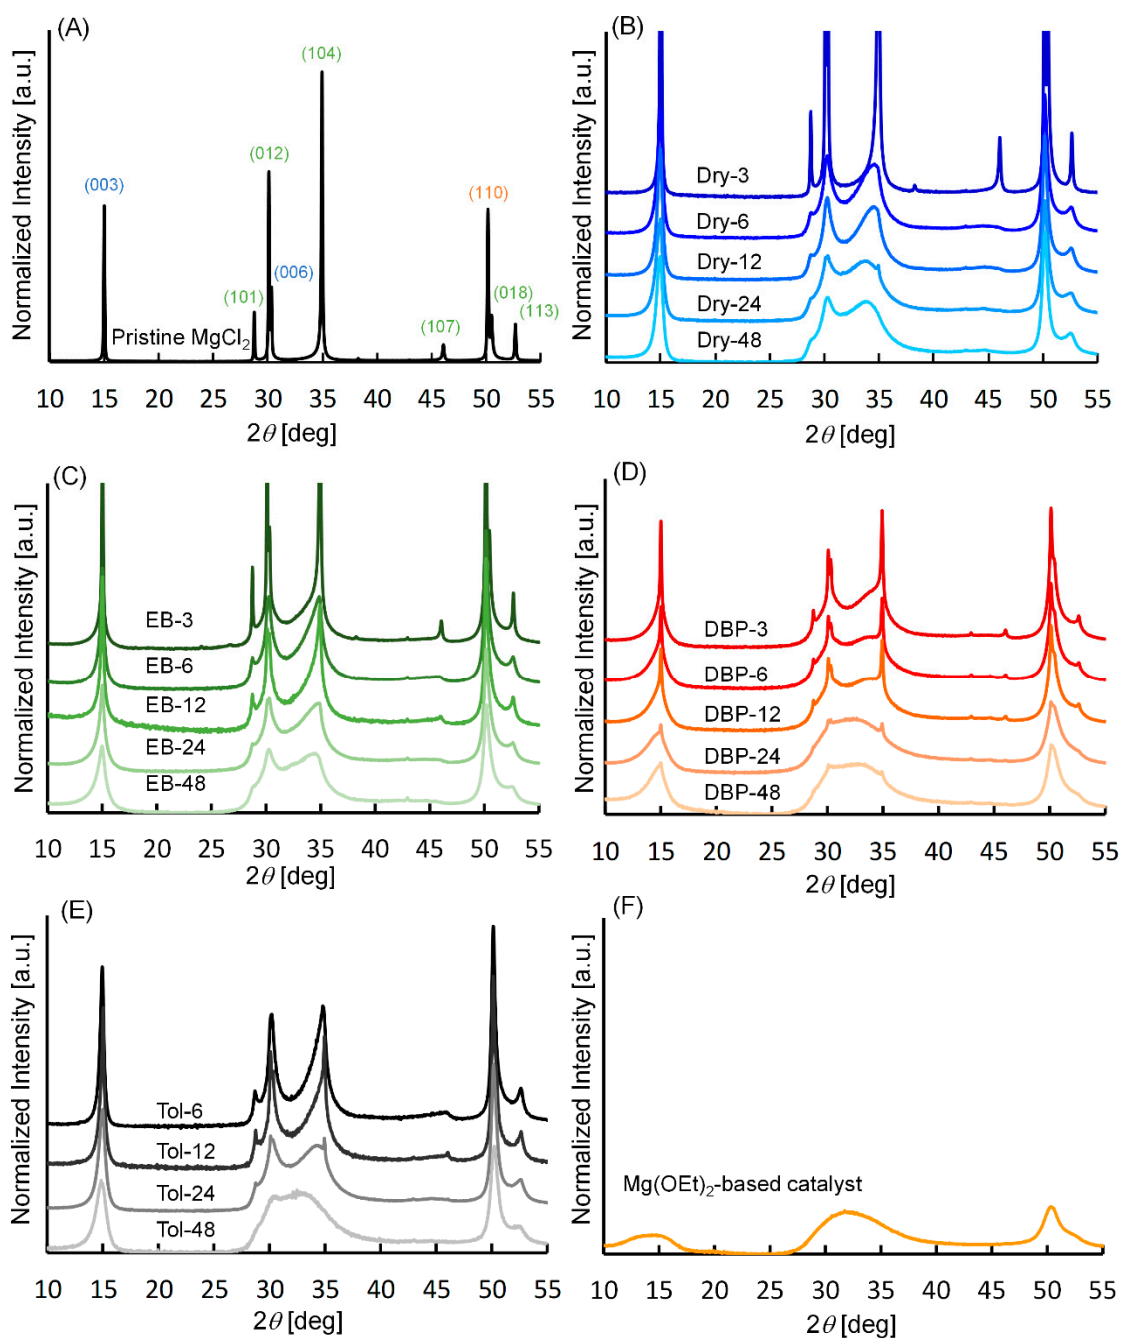 (A)
Normalized Intensity [a.u.]
(104)
(012)
(003)
(110)
(006)
(101)
(018)
(107)
(113)
Pristine MgCl₂
10 15 20 25 30 35 40 45 50 55
2θ [deg]
(B)
Normalized Intensity [a.u.]
Dry-3
Dry-6
Dry-12
Dry-24
Dry-48
10 15 20 25 30 35 40 45 50 55
2θ [deg]
(C)
Normalized Intensity [a.u.]
EB-3
EB-6
EB-12
EB-24
EB-48
10 15 20 25 30 35 40 45 50 55
2θ [deg]
(D)
Normalized Intensity [a.u.]
DBP-3
DBP-6
DBP-12
DBP-24
DBP-48
10 15 20 25 30 35 40 45 50 55
2θ [deg]
(E)
Normalized Intensity [a.u.]
Tol-6
Tol-12
Tol-24
Tol-48
10 15 20 25 30 35 40 45 50 55
2θ [deg]
(F)
Normalized Intensity [a.u.]
Mg(OEt)₂-based catalyst
10 15 20 25 30 35 40 45 50 55
2θ [deg]